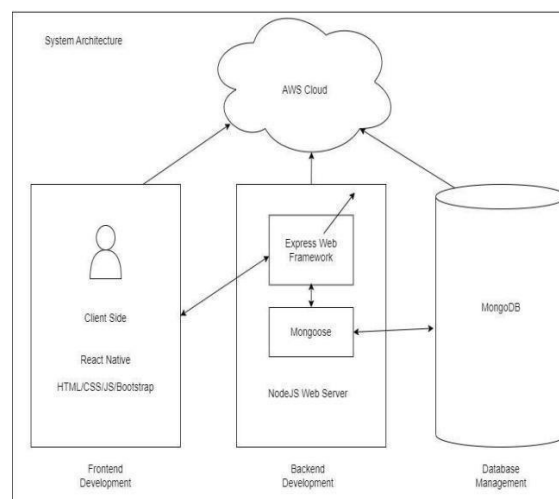 System Architecture
AWS Cloud
Express Web
Framework
Client Side
Mongoose
MongoDB
React Native
HTML/CSS/JS/Bootstrap
NodeJS Web Server
Frontend
Development
Backend
Development
Database
Management